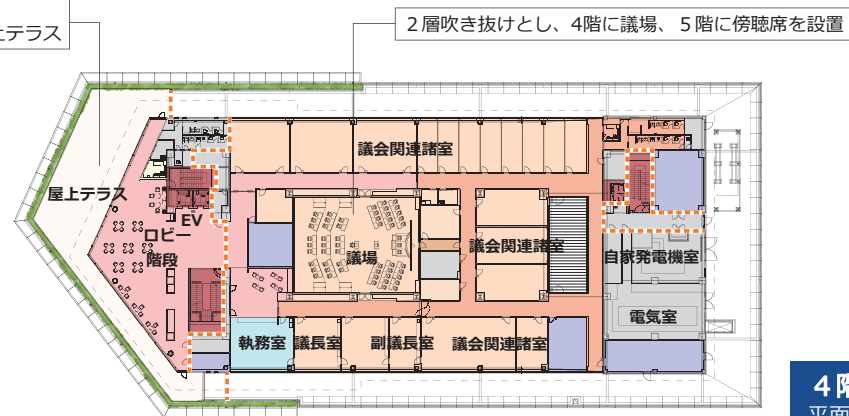 ２層吹き抜けとし、4階に議場、５階に傍聴席を設置
テラス
議会関連諸室
屋上テラス
EV
ロビー
階段
議場
議会関連諸室
自家発電機室
電気室
執務室
議長室
副議長室
議会関連諸室
４階